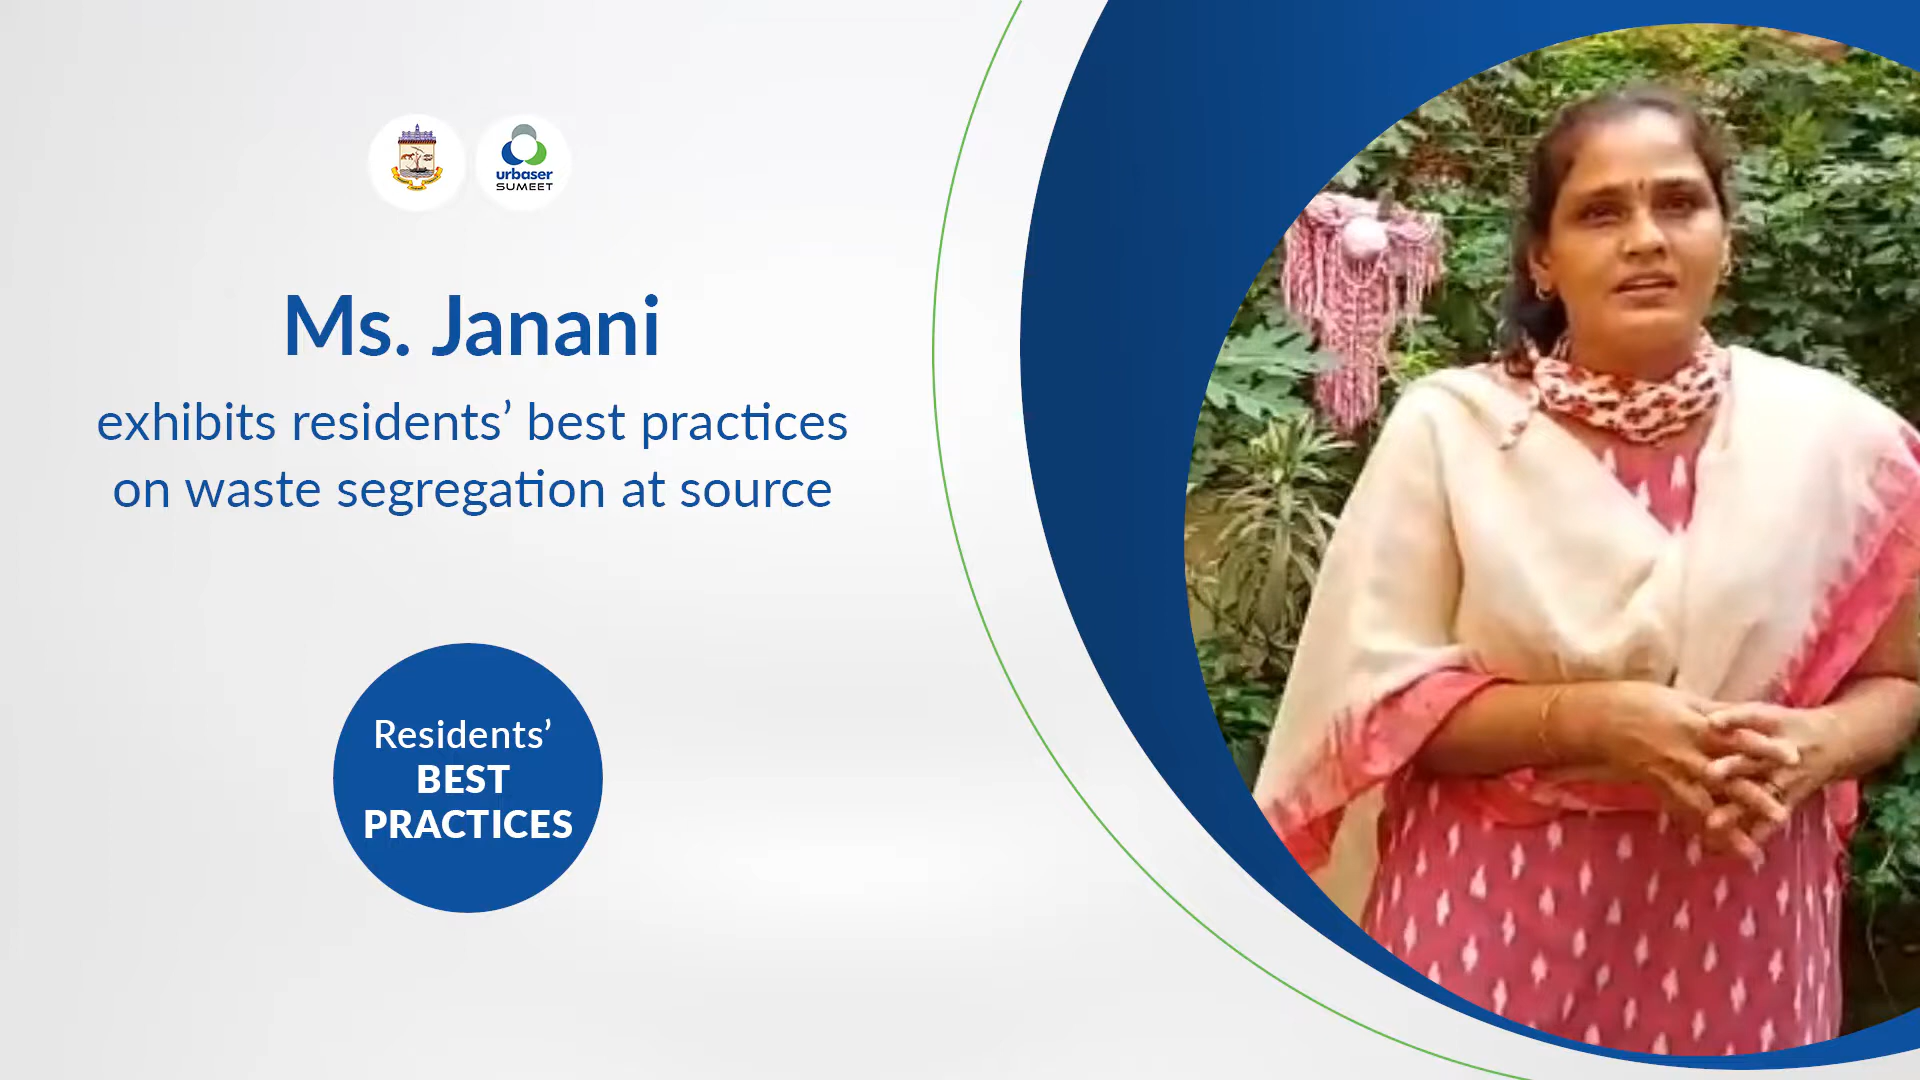 urbaser
SUMEET
Ms. Janani
exhibits residents’ best practices
on waste segregation at source
Residents’
BEST
PRACTICES